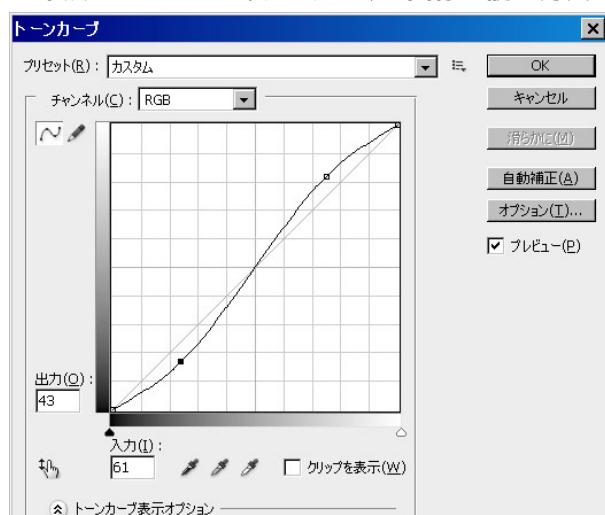 トーンカーブ
プリセット(R): カスタム
OK
チャンネル(C): RGB
キャンセル
滑らかに(M)
自動補正(A)
オプション(T)...
プレビュー(P)
出力(O):
43
入力(I):
61
クリップを表示(W)
トーンカーブ表示オプション